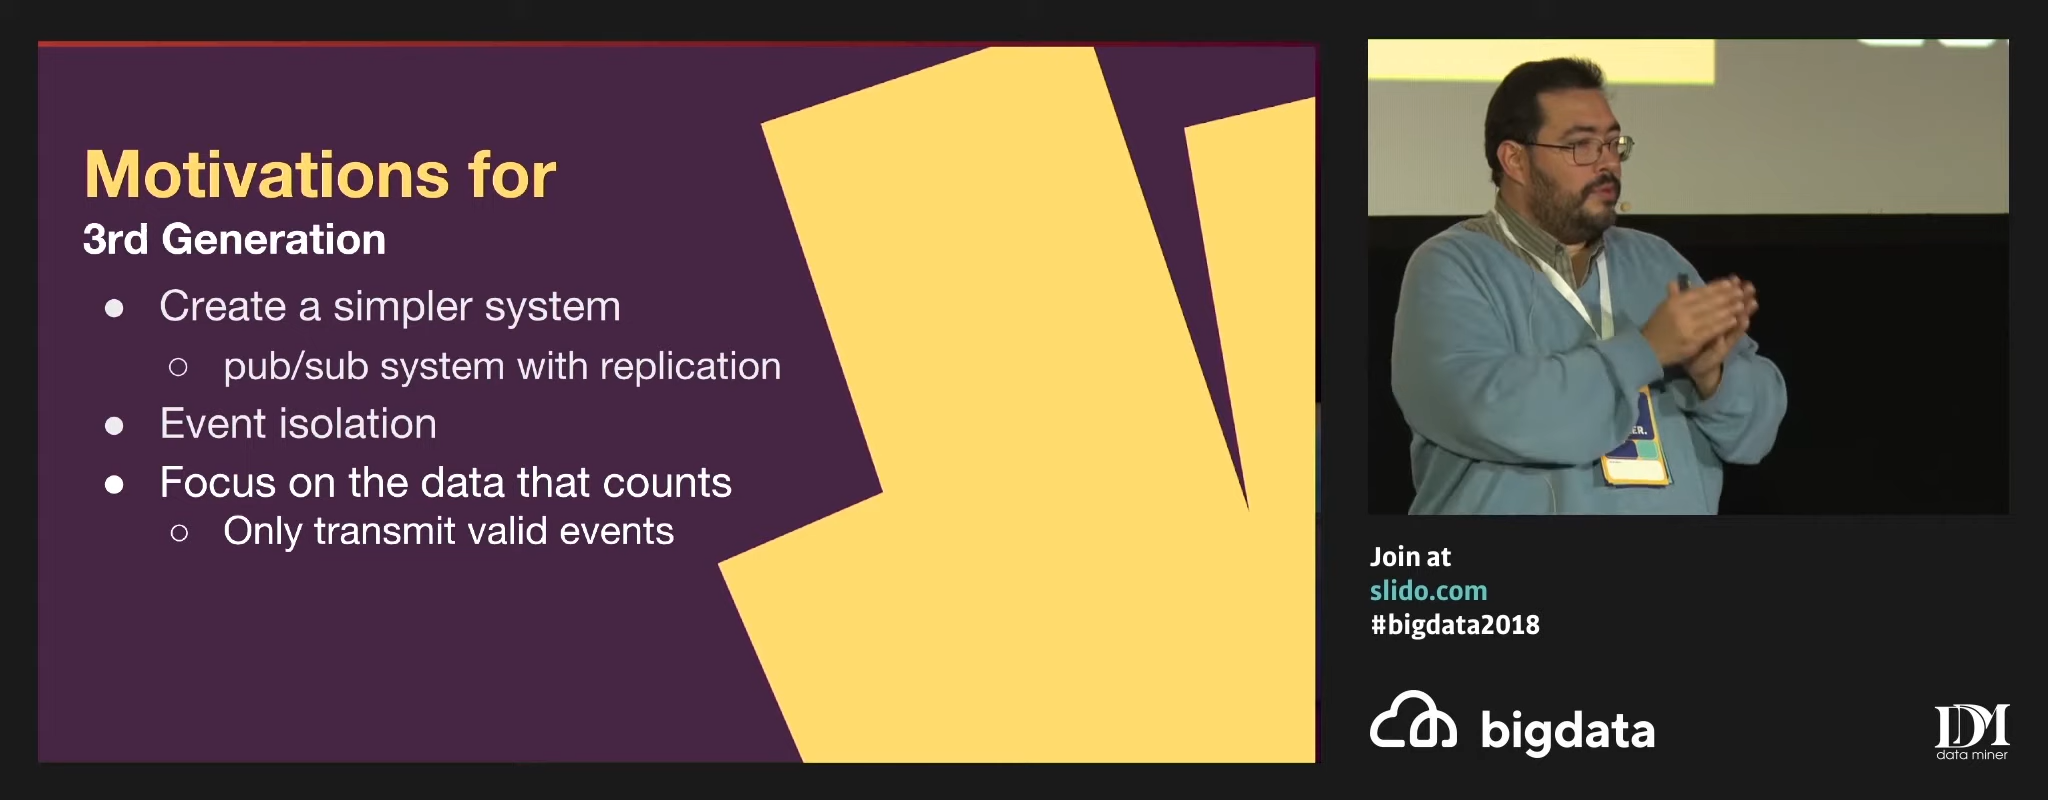 Motivations for
3rd Generation
● Create a simpler system
○ pub/sub system with replication
● Event isolation
● Focus on the data that counts
○ Only transmit valid events
ER.
Join at
slido.com
#bigdata2018
bigdata
DM
data miner